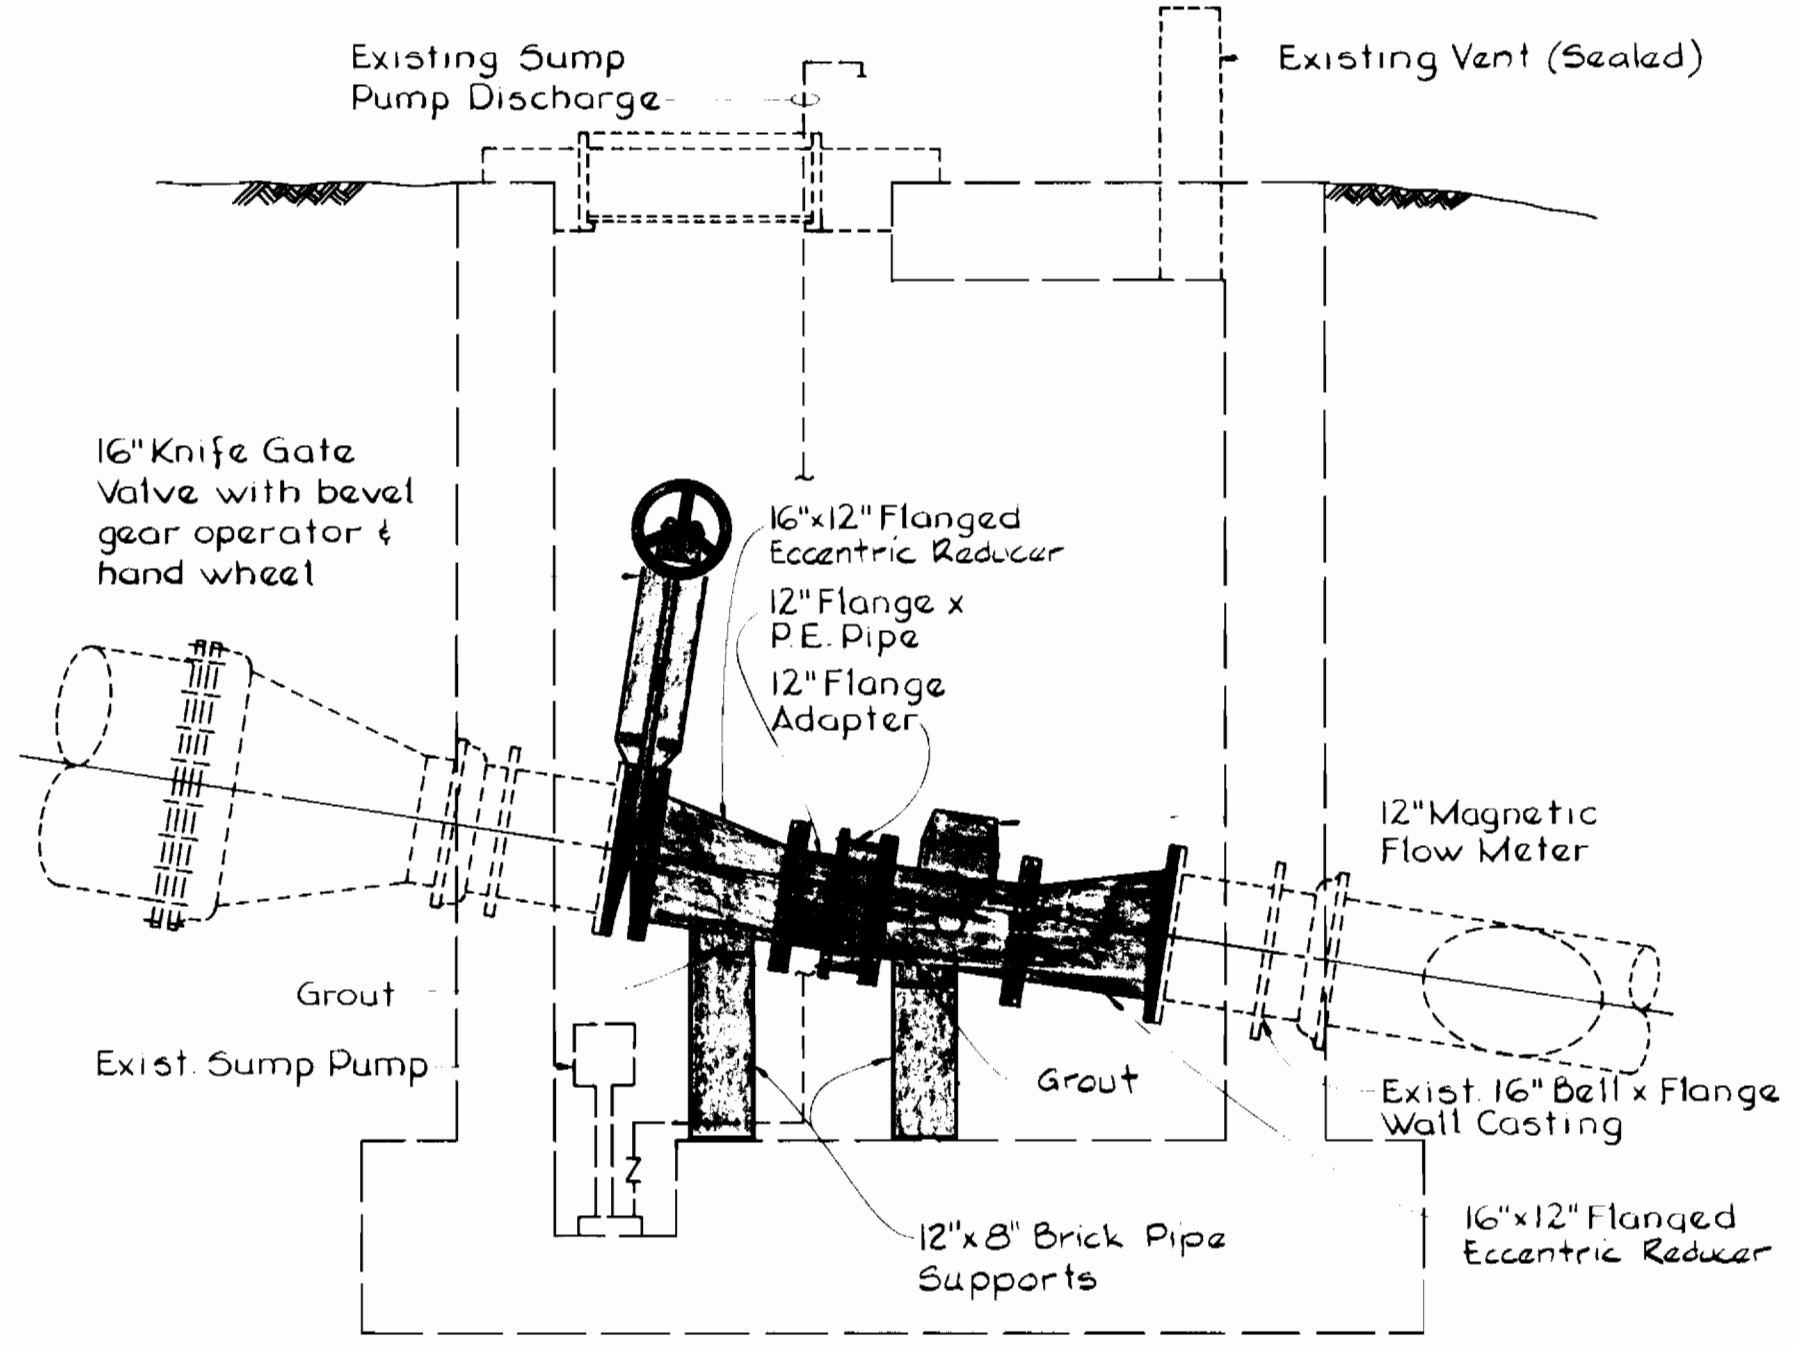 Existing Sump
Pump Discharge
Existing Vent (Sealed)
16" Knife Gate
Valve with bevel
gear operator &
hand wheel
16"x12" Flanged
Eccentric Reducer
12" Flange x
P.E. Pipe
12" Flange
Adapter
12" Magnetic
Flow Meter
Grout
Exist. Sump Pump
Grout
Exist. 16" Bell x Flange
Wall Casting
Z
12"x8" Brick Pipe
Supports
16"x12" Flanged
Eccentric Reducer